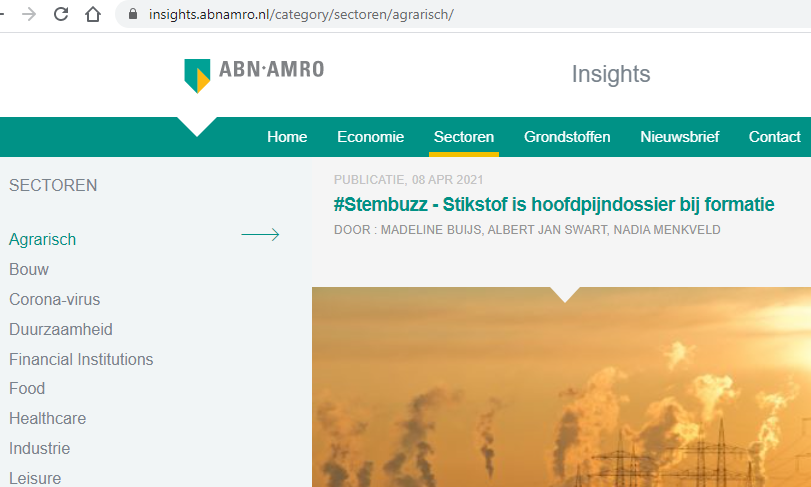 insights.abnamro.nl/category/sectoren/agrarisch/
ABN·AMRO
Insights
Home Economie Sectoren Grondstoffen Nieuwsbrief Contact
SECTOREN
Agrarisch
Bouw
Corona-virus
Duurzaamheid
Financial Institutions
Food
Healthcare
Industrie
Leisure
PUBLICATIE, 08 APR 2021
#Stembuzz - Stikstof is hoofdpijndossier bij formatie
DOOR : MADELINE BUIJS, ALBERT JAN SWART, NADIA MENKVELD